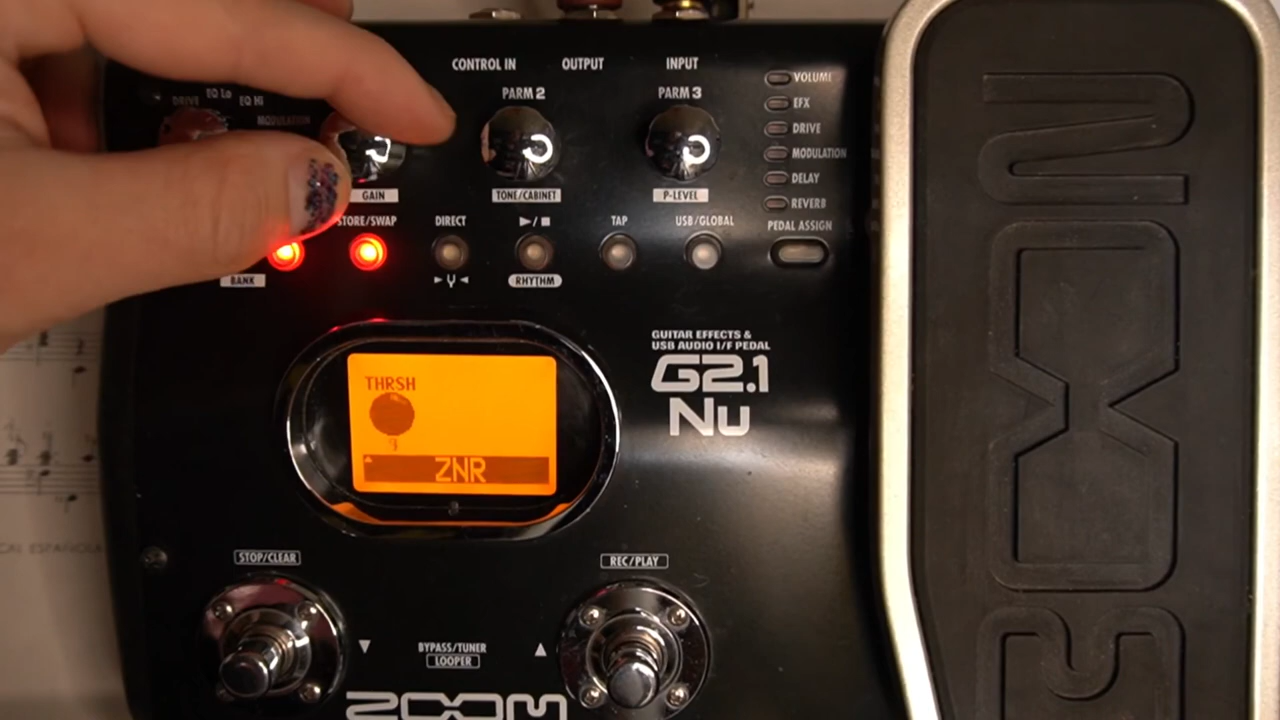 CONTROL IN OUTPUT INPUT
PARM 2 PARM 3
EQ Lo
DRIVE EQ HI
MODULATION
VOLUME
EFX
DRIVE
MODULATION
DELAY
REVERB
GAIN TONE/CABINET P-LEVEL
STORE/SWAP DIRECT ►/■ TAP USB/GLOBAL PEDAL ASSIGN
BANK RHYTHM
GUITAR EFFECTS &
USB AUDIO I/F PEDAL
G2.1
Nu
THRSH
ZNR
STOP/CLEAR REC/PLAY
BYPASS/TUNER
LOOPER
ZOOM
ZOOM